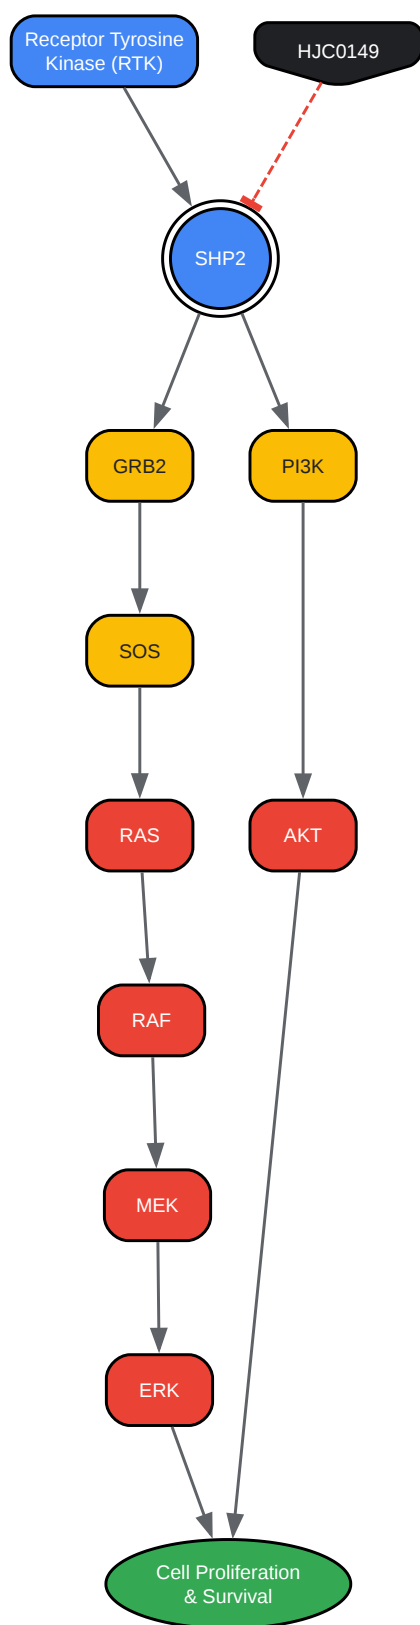 Receptor Tyrosine
Kinase (RTK)
HJC0149
SHP2
GRB2
PI3K
SOS
RAS
AKT
RAF
MEK
ERK
Cell Proliferation
& Survival